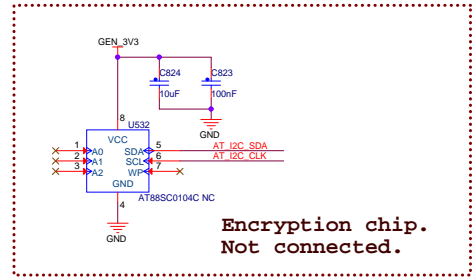 GEN_3V3
C824
C823
10uF
100nF
GND
8
U532
VCC
1
A0
SDA
5
AT_I2C_SDA
2
A1
SCL
6
AT_I2C_CLK
3
A2
WP
7
GND
AT88SC0104C NC
4
GND
Encryption chip.
Not connected.